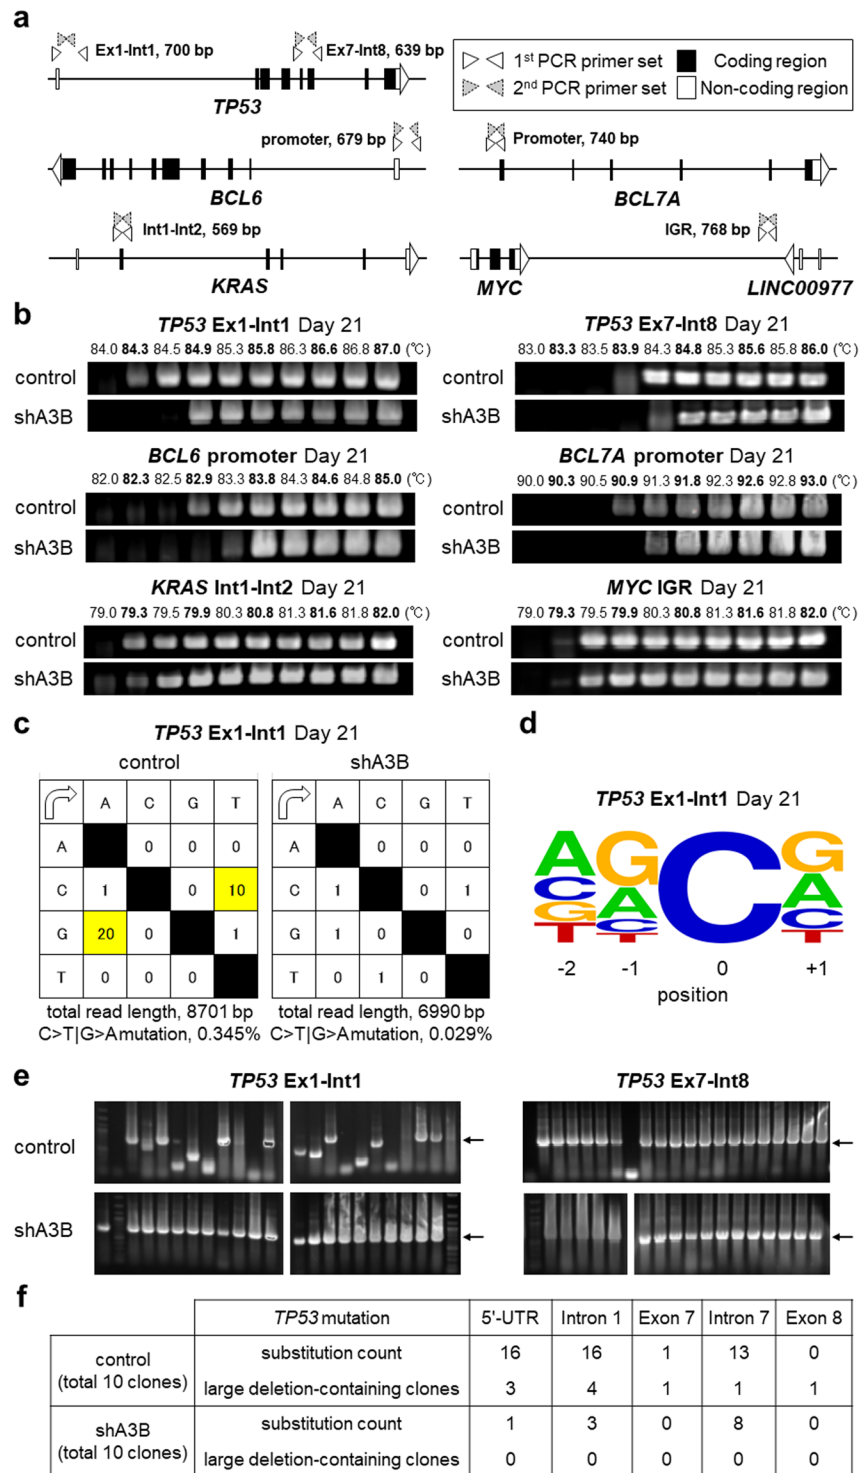 a
Ex1-Int1, 700 bp
Ex7-Int8, 639 bp
TP53
1st PCR primer set
Coding region
2nd PCR primer set
Non-coding region
promoter, 679 bp
BCL6
Promoter, 740 bp
BCL7A
Int1-Int2, 569 bp
KRAS
IGR, 768 bp
MYC
LINC00977
b
TP53 Ex1-Int1 Day 21
84.0 84.3 84.5 84.9 85.3 85.8 86.3 86.6 86.8 87.0 (℃)
control
shA3B
TP53 Ex7-Int8 Day 21
83.0 83.3 83.5 83.9 84.3 84.8 85.3 85.6 85.8 86.0 (℃)
control
shA3B
BCL6 promoter Day 21
82.0 82.3 82.5 82.9 83.3 83.8 84.3 84.6 84.8 85.0 (℃)
control
shA3B
BCL7A promoter Day 21
90.0 90.3 90.5 90.9 91.3 91.8 92.3 92.6 92.8 93.0 (℃)
control
shA3B
KRAS Int1-Int2 Day 21
79.0 79.3 79.5 79.9 80.3 80.8 81.3 81.6 81.8 82.0 (℃)
control
shA3B
MYC IGR Day 21
79.0 79.3 79.5 79.9 80.3 80.8 81.3 81.6 81.8 82.0 (℃)
control
shA3B
c
TP53 Ex1-Int1 Day 21
control
A C G T
A 0 0 0
C 1 0 10
G 20 0 1
T 0 0 0
total read length, 8701 bp
C>T|G>Amutation, 0.345%
shA3B
A C G T
A 0 0 0
C 1 0 1
G 1 0 0
T 0 1 0
total read length, 6990 bp
C>T|G>Amutation, 0.029%
d
TP53 Ex1-Int1 Day 21
A G C G
C A A
G C C
T T T
-2 -1 0 +1
position
e
TP53 Ex1-Int1
TP53 Ex7-Int8
control
shA3B
f
TP53 mutation 5'-UTR Intron 1 Exon 7 Intron 7 Exon 8
control
(total 10 clones)
substitution count 16 16 1 13 0
large deletion-containing clones 3 4 1 1 1
shA3B
(total 10 clones)
substitution count 1 3 0 8 0
large deletion-containing clones 0 0 0 0 0